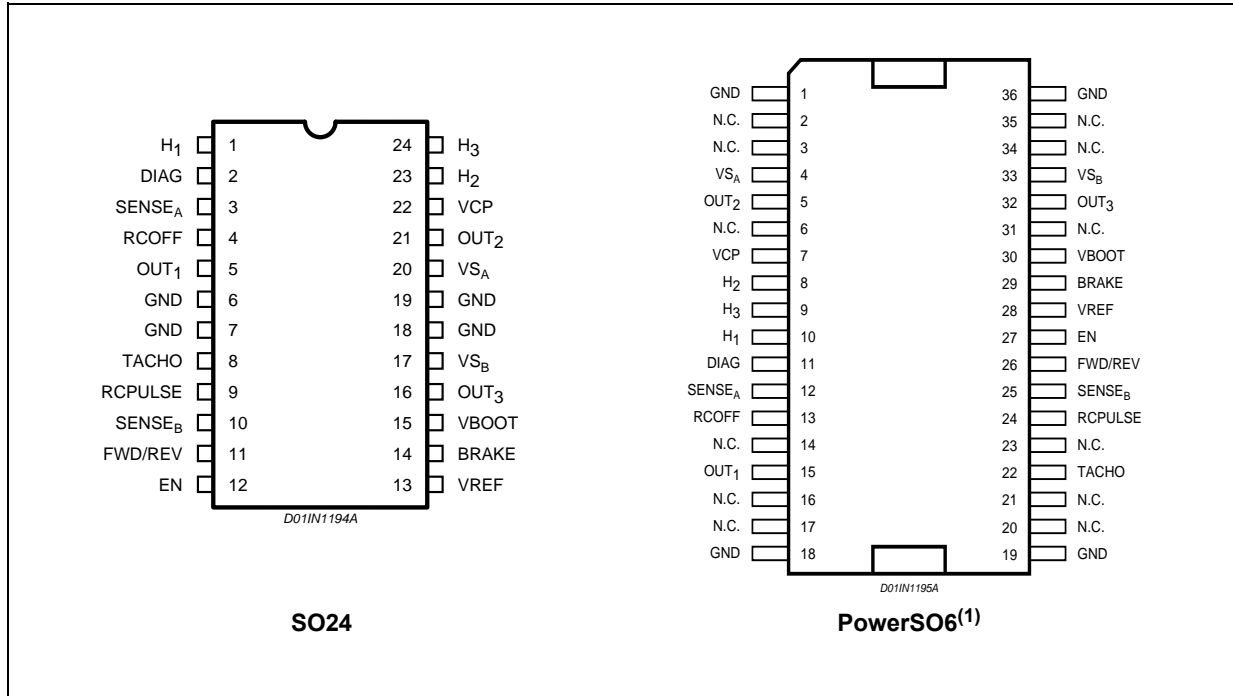 H1 1 24 H3
DIAG 2 23 H2
SENSEA 3 22 VCP
RCOFF 4 21 OUT2
OUT1 5 20 VSA
GND 6 19 GND
GND 7 18 GND
TACHO 8 17 VSB
RCPULSE 9 16 OUT3
SENSEB 10 15 VBOOT
FWD/REV 11 14 BRAKE
EN 12 13 VREF
D01IN1194A
SO24
GND 1 36 GND
N.C. 2 35 N.C.
N.C. 3 34 N.C.
VSA 4 33 VSB
OUT2 5 32 OUT3
N.C. 6 31 N.C.
VCP 7 30 VBOOT
H2 8 29 BRAKE
H3 9 28 VREF
H1 10 27 EN
DIAG 11 26 FWD/REV
SENSEA 12 25 SENSEB
RCOFF 13 24 RCPULSE
N.C. 14 23 N.C.
OUT1 15 22 TACHO
N.C. 16 21 N.C.
N.C. 17 20 N.C.
GND 18 19 GND
D01IN1195A
PowerSO6(1)